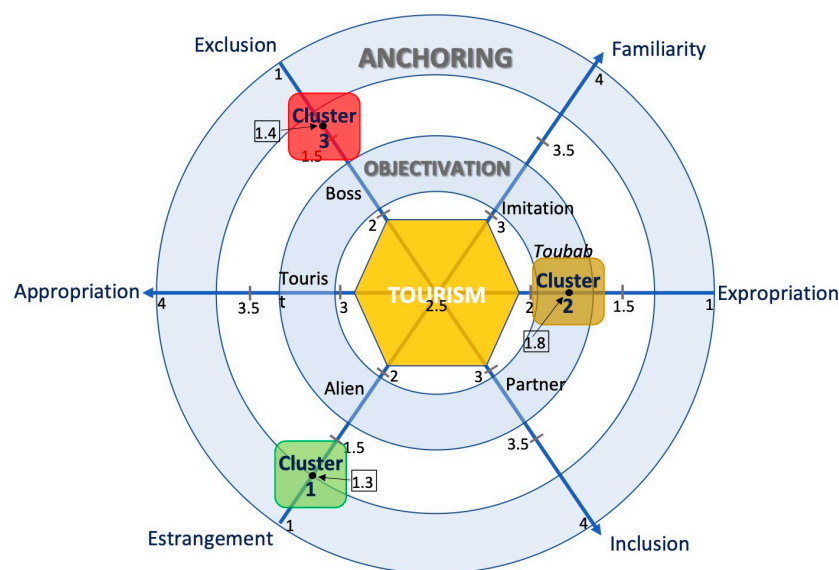 Exclusion
ANCHORING
Familiarity
1
4
Cluster
3
1.4
1.5
3.5
OBJECTIVATION
Boss
Imitation
2
3
Toubab
Appropriation
Touris
t
TOURISM
Cluster
2
Expropriation
4
3.5
3
2.5
2
1.5
1
1.8
2
3
Alien
Partner
1.5
3.5
Cluster
1
1.3
1
4
Estrangement
Inclusion